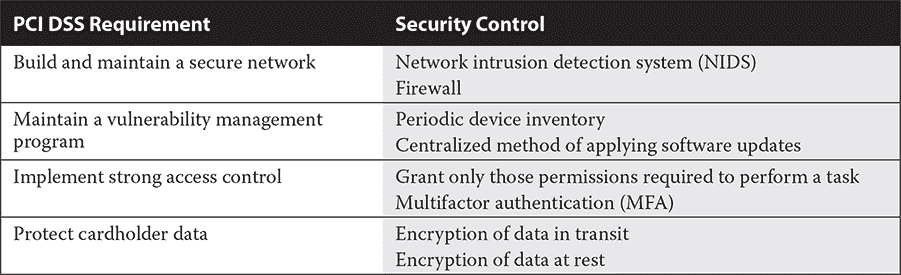 PCI DSS Requirement
Security Control
Build and maintain a secure network
Network intrusion detection system (NIDS)
Firewall
Maintain a vulnerability management
program
Periodic device inventory
Centralized method of applying software updates
Implement strong access control
Grant only those permissions required to perform a task
Multifactor authentication (MFA)
Protect cardholder data
Encryption of data in transit
Encryption of data at rest